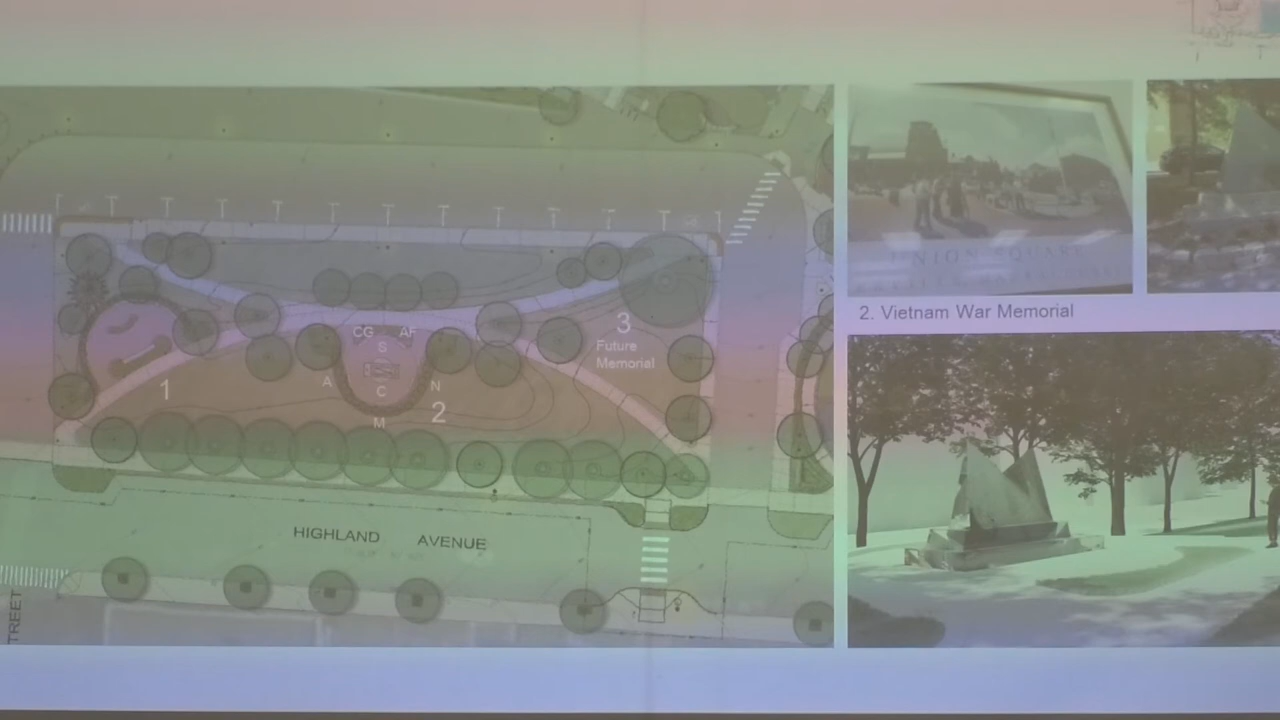 UNION SQUARE
2. Vietnam War Memorial
3
Future
Memorial
CG AF
S
A
C
N
1
2
M
HIGHLAND AVENUE
TREET